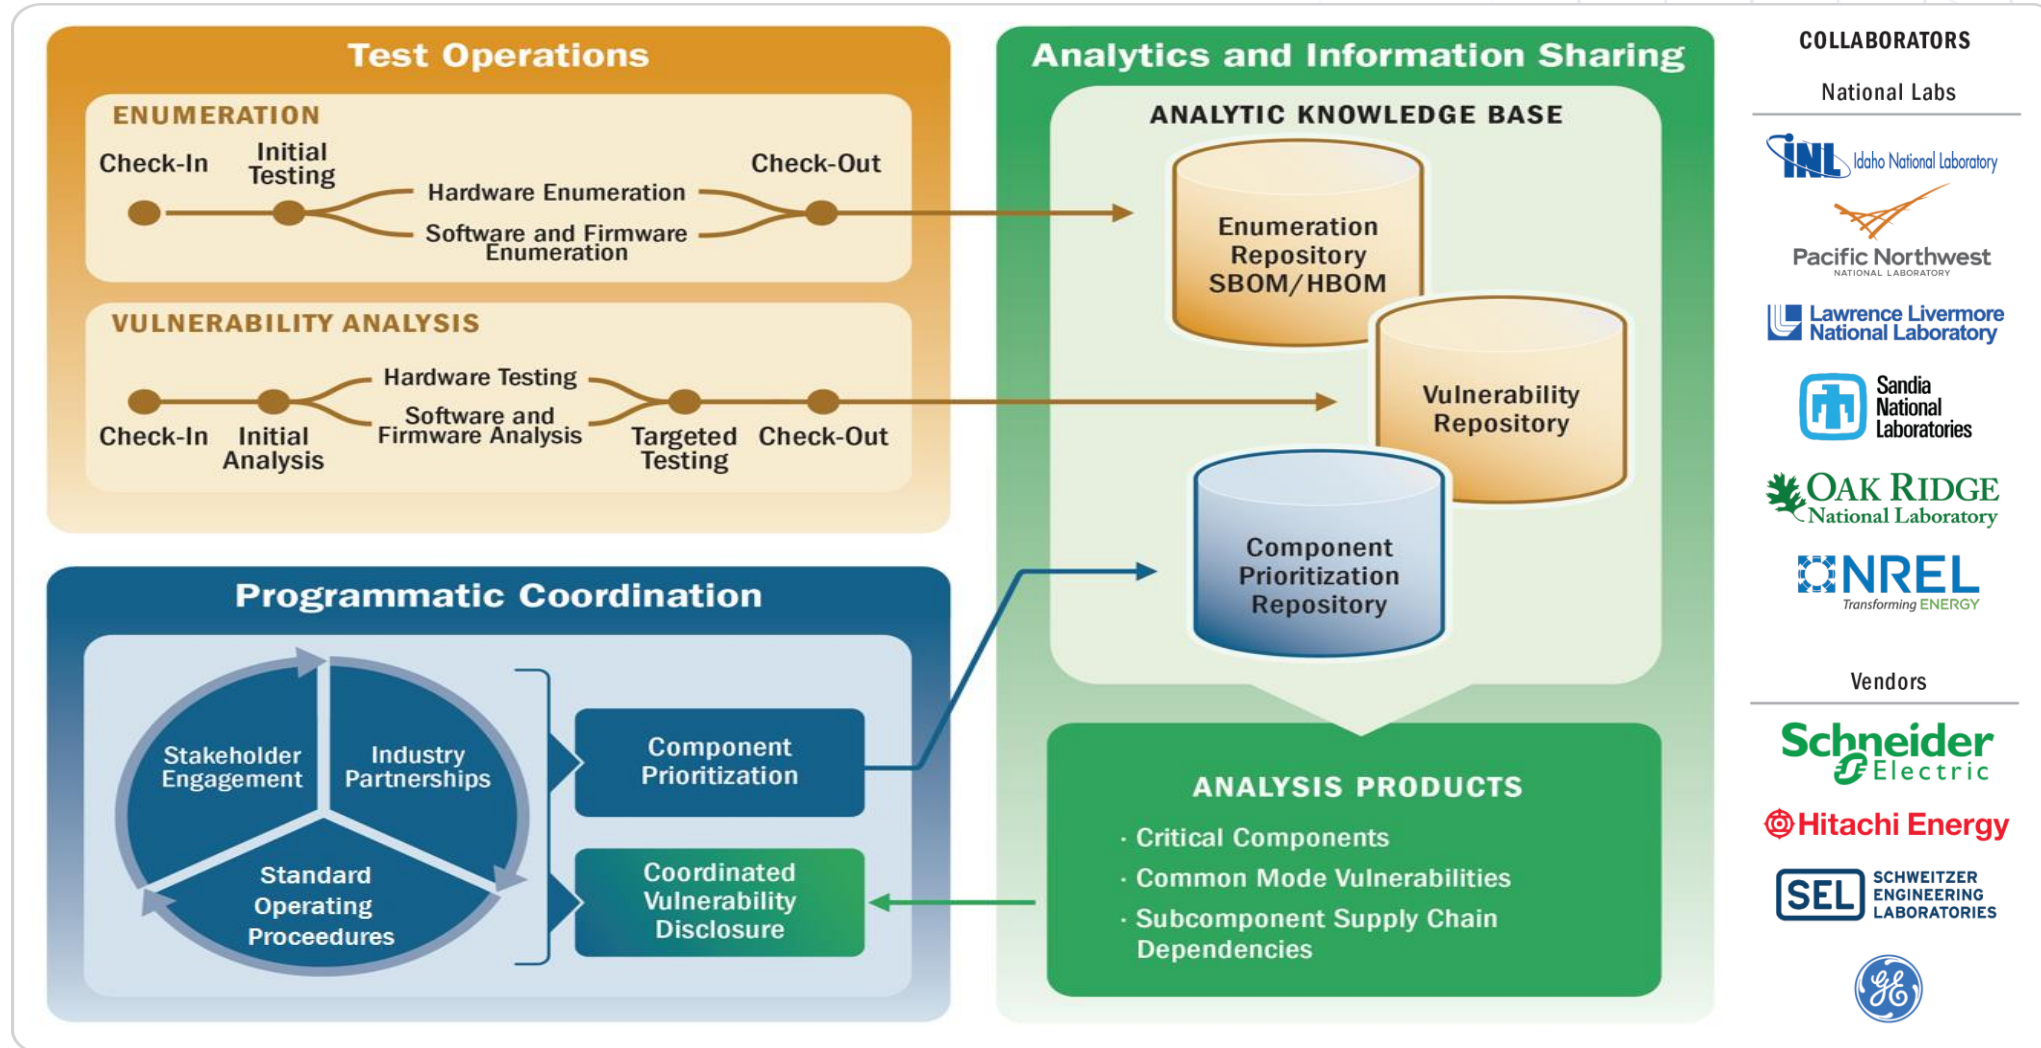 Test Operations
ENUMERATION
Check-In
Initial
Testing
Hardware Enumeration
Software and Firmware
Enumeration
Check-Out
VULNERABILITY ANALYSIS
Check-In
Initial
Analysis
Hardware Testing
Software and
Firmware Analysis
Targeted
Testing
Check-Out
Programmatic Coordination
Stakeholder
Engagement
Industry
Partnerships
Standard
Operating
Proceedures
Component
Prioritization
Coordinated
Vulnerability
Disclosure
Analytics and Information Sharing
ANALYTIC KNOWLEDGE BASE
Enumeration
Repository
SBOM/HBOM
Vulnerability
Repository
Component
Prioritization
Repository
ANALYSIS PRODUCTS
· Critical Components
· Common Mode Vulnerabilities
· Subcomponent Supply Chain
Dependencies
COLLABORATORS
National Labs
INL Idaho National Laboratory
Pacific Northwest
NATIONAL LABORATORY
Lawrence Livermore
National Laboratory
Sandia
National
Laboratories
OAK RIDGE
National Laboratory
NREL
Transforming ENERGY
Vendors
Schneider
Electric
Hitachi Energy
SEL
SCHWEITZER
ENGINEERING
LABORATORIES
GE